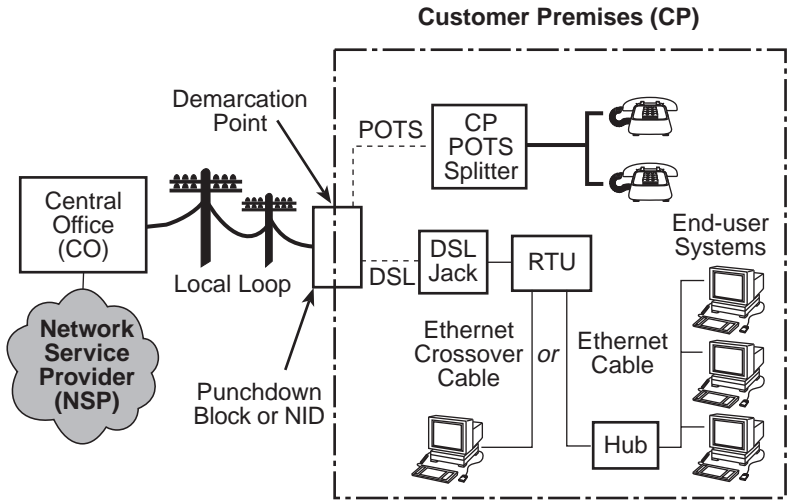 Customer Premises (CP)
Demarcation
Point
POTS
CP
POTS
Splitter
Central
Office
(CO)
Local Loop
DSL
DSL
Jack
RTU
End-user
Systems
Network
Service
Provider
(NSP)
Punchdown
Block or NID
Ethernet
Crossover
Cable
or
Ethernet
Cable
Hub